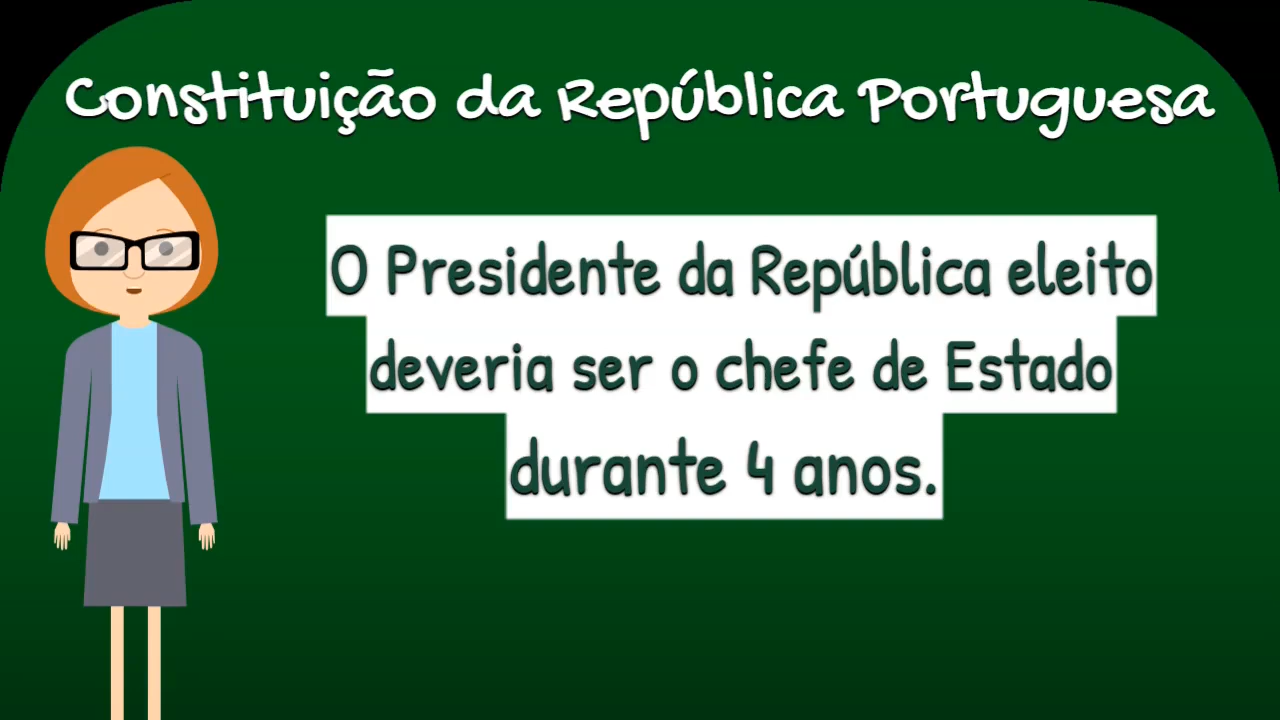 Constituição da República Portuguesa
O Presidente da República eleito
deveria ser o chefe de Estado
durante 4 anos.